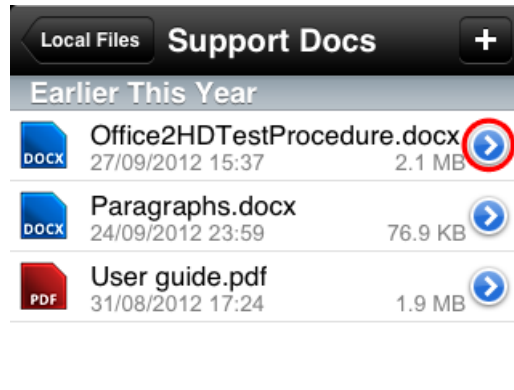 Local Files Support Docs +
Earlier This Year
DOCX Office2HDTestProcedure.docx
27/09/2012 15:37 2.1 MB
DOCX Paragraphs.docx
24/09/2012 23:59 76.9 KB
PDF User guide.pdf
31/08/2012 17:24 1.9 MB